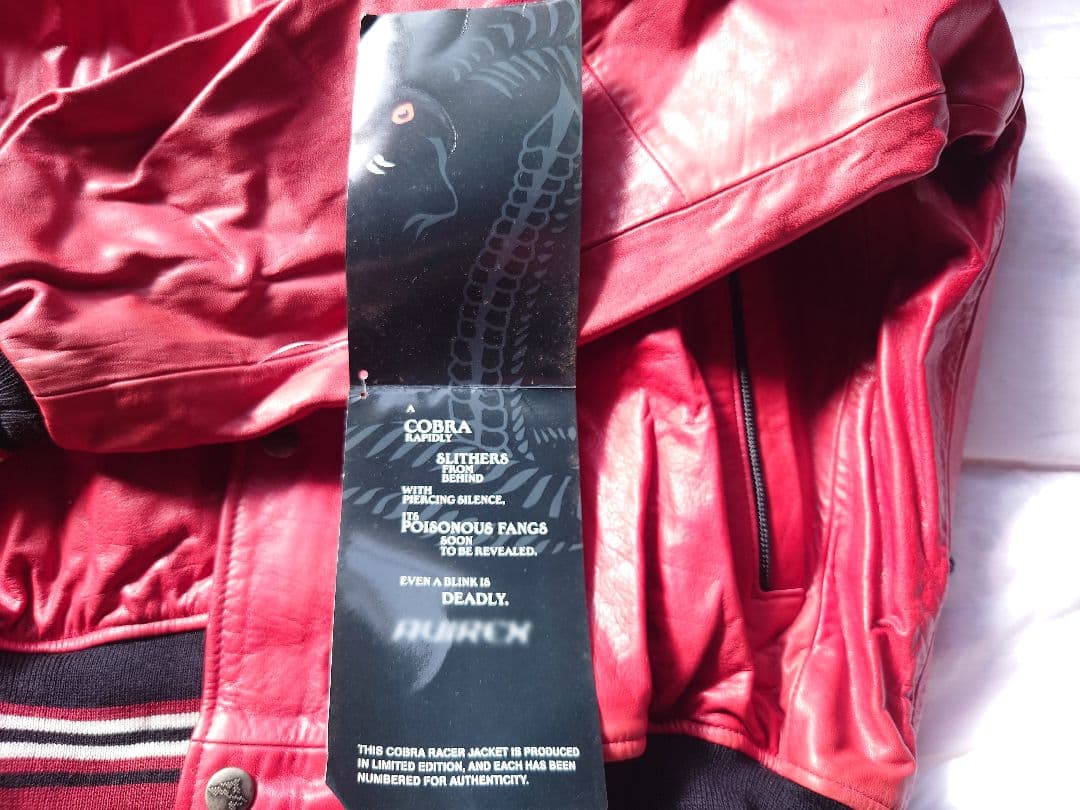 A
COBRA
RAPIDLY
SLITHERS
FROM
BEHIND
WITH
PIERCING SILENCE,
ITS
POISONOUS FANGS
SOON
TO BE REVEALED.
EVEN A BLINK IS
DEADLY.
AVIREX
THIS COBRA RACER JACKET IS PRODUCED
IN LIMITED EDITION, AND EACH HAS BEEN
NUMBERED FOR AUTHENTICITY.